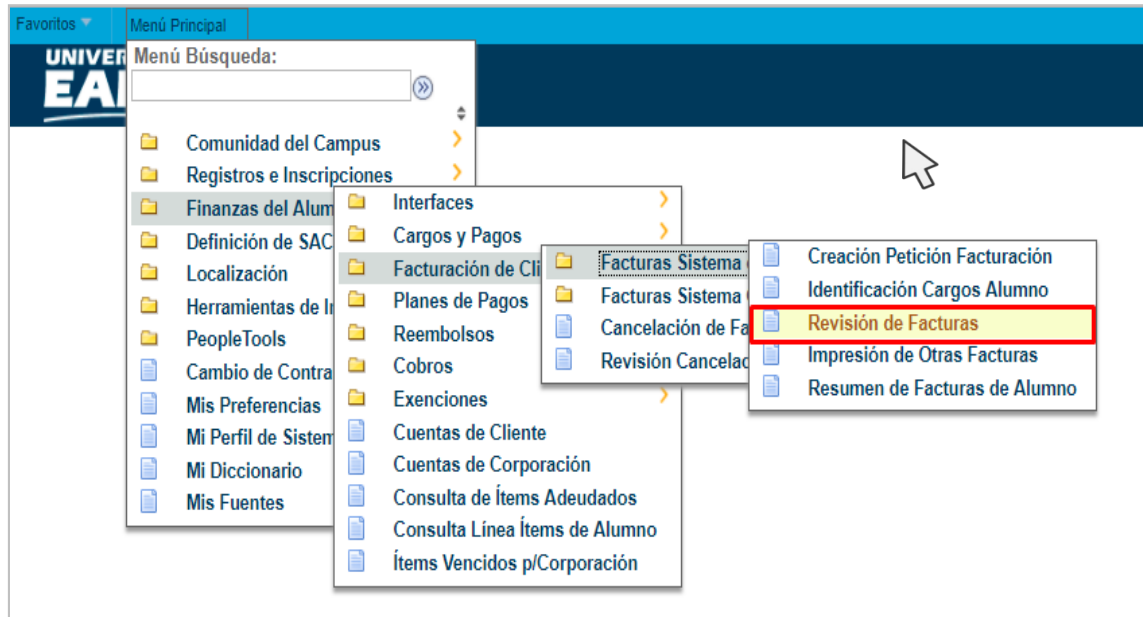 Favoritos
Menú Principal
UNIVER
EA
Menú Búsqueda:
Comunidad del Campus
Registros e Inscripciones
Finanzas del Alum
Definición de SAC
Localización
Herramientas de In
PeopleTools
Cambio de Contra
Mis Preferencias
Mi Perfil de Sistem
Mi Diccionario
Mis Fuentes
Interfaces
Cargos y Pagos
Facturación de Cli
Planes de Pagos
Reembolsos
Cobros
Exenciones
Cuentas de Cliente
Cuentas de Corporación
Consulta de Ítems Adeudados
Consulta Línea Ítems de Alumno
Ítems Vencidos p/Corporación
Facturas Sistema
Facturas Sistema
Cancelación de Fa
Revisión Cancelac
Creación Petición Facturación
Identificación Cargos Alumno
Revisión de Facturas
Impresión de Otras Facturas
Resumen de Facturas de Alumno